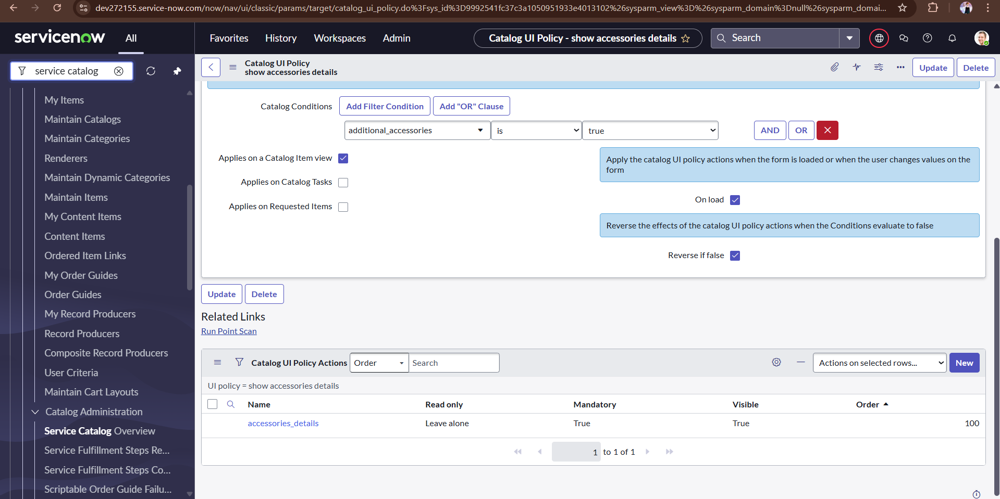 dev272155.service-now.com/now/nav/ui/classic/params/target/catalog_ui_policy.do%3Fsys_id%3D9992541fc37c3a1050951933e4013102%26sysparm_view%3D%26sysparm_domain%3Dnull%26sysparm_domai...
servicenow All Favorites History Workspaces Admin Catalog UI Policy - show accessories details Search
service catalog
Catalog UI Policy
show accessories details
Update Delete
My Items
Maintain Catalogs
Maintain Categories
Renderers
Maintain Dynamic Categories
Maintain Items
My Content Items
Content Items
Ordered Item Links
My Order Guides
Order Guides
My Record Producers
Record Producers
Composite Record Producers
User Criteria
Maintain Cart Layouts
Catalog Administration
Service Catalog Overview
Service Fulfillment Steps Re...
Service Fulfillment Steps Co...
Scriptable Order Guide Failu...
Catalog Conditions Add Filter Condition Add "OR" Clause
additional_accessories is true AND OR
Applies on a Catalog Item view
Applies on Catalog Tasks
Applies on Requested Items
Apply the catalog UI policy actions when the form is loaded or when the user changes values on the
form
On load
Reverse the effects of the catalog UI policy actions when the Conditions evaluate to false
Reverse if false
Update Delete
Related Links
Run Point Scan
Catalog UI Policy Actions Order Search Actions on selected rows... New
UI policy = show accessories details
Name Read only Mandatory Visible Order
accessories_details Leave alone True True 100
1 to 1 of 1